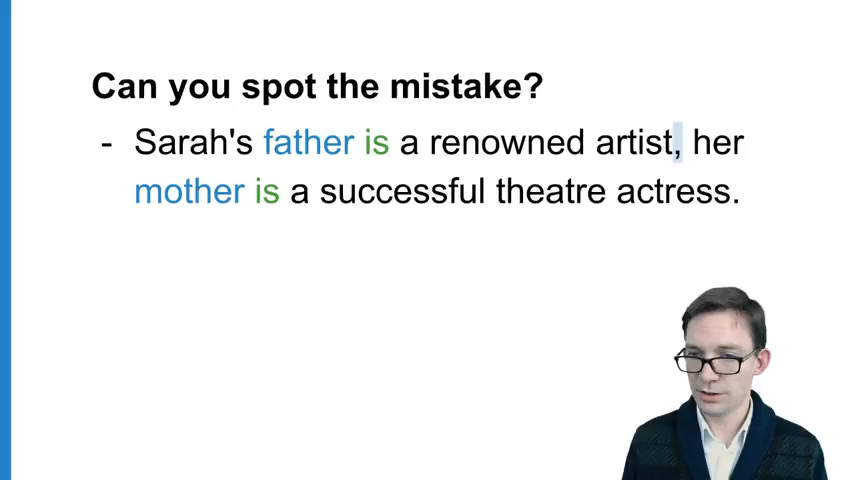 Can you spot the mistake?
- Sarah's father is a renowned artist, her
mother is a successful theatre actress.